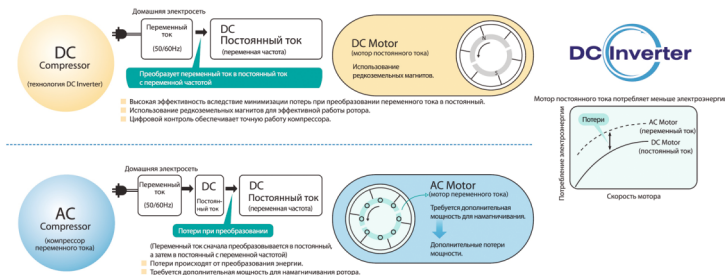 Домашняя электросеть
DC
Compressor
(технология DC Inverter)
Переменный
ток
(50/60Hz)
DC
Постоянный ток
(переменная частота)
Преобразует переменный ток в постоянный ток
с переменной частотой
DC Motor
(мотор постоянного тока)
Использование
редкоземельных магнитов.
N
S
Высокая эффективность вследствие минимизации потерь при преобразовании переменного тока в постоянный.
Использование редкоземельных магнитов для эффективной работы ротора.
Цифровой контроль обеспечивает точную работу компрессора.
DC Inverter
Мотор постоянного тока потребляет меньше электроэнергии
Потребление электроэнергии
Потери
AC Motor
(переменный ток)
DC Motor
(постоянный ток)
Скорость мотора
Домашняя электросеть
AC
Compressor
(компрессор
переменного тока)
Переменный
ток
(50/60Hz)
DC
Постоян-
ный ток
DC
Постоянный ток
(переменная частота)
Потери при преобразовании
(Переменный ток сначала преобразовывается в постоянный,
а затем в постоянный с переменной частотой)
Потери происходят от преобразования энергии.
Требуется дополнительная мощность для намагничивания ротора.
AC Motor
(мотор переменного тока)
Требуется дополнительная
мощность для намагничивания.
Дополнительные потери
мощности.